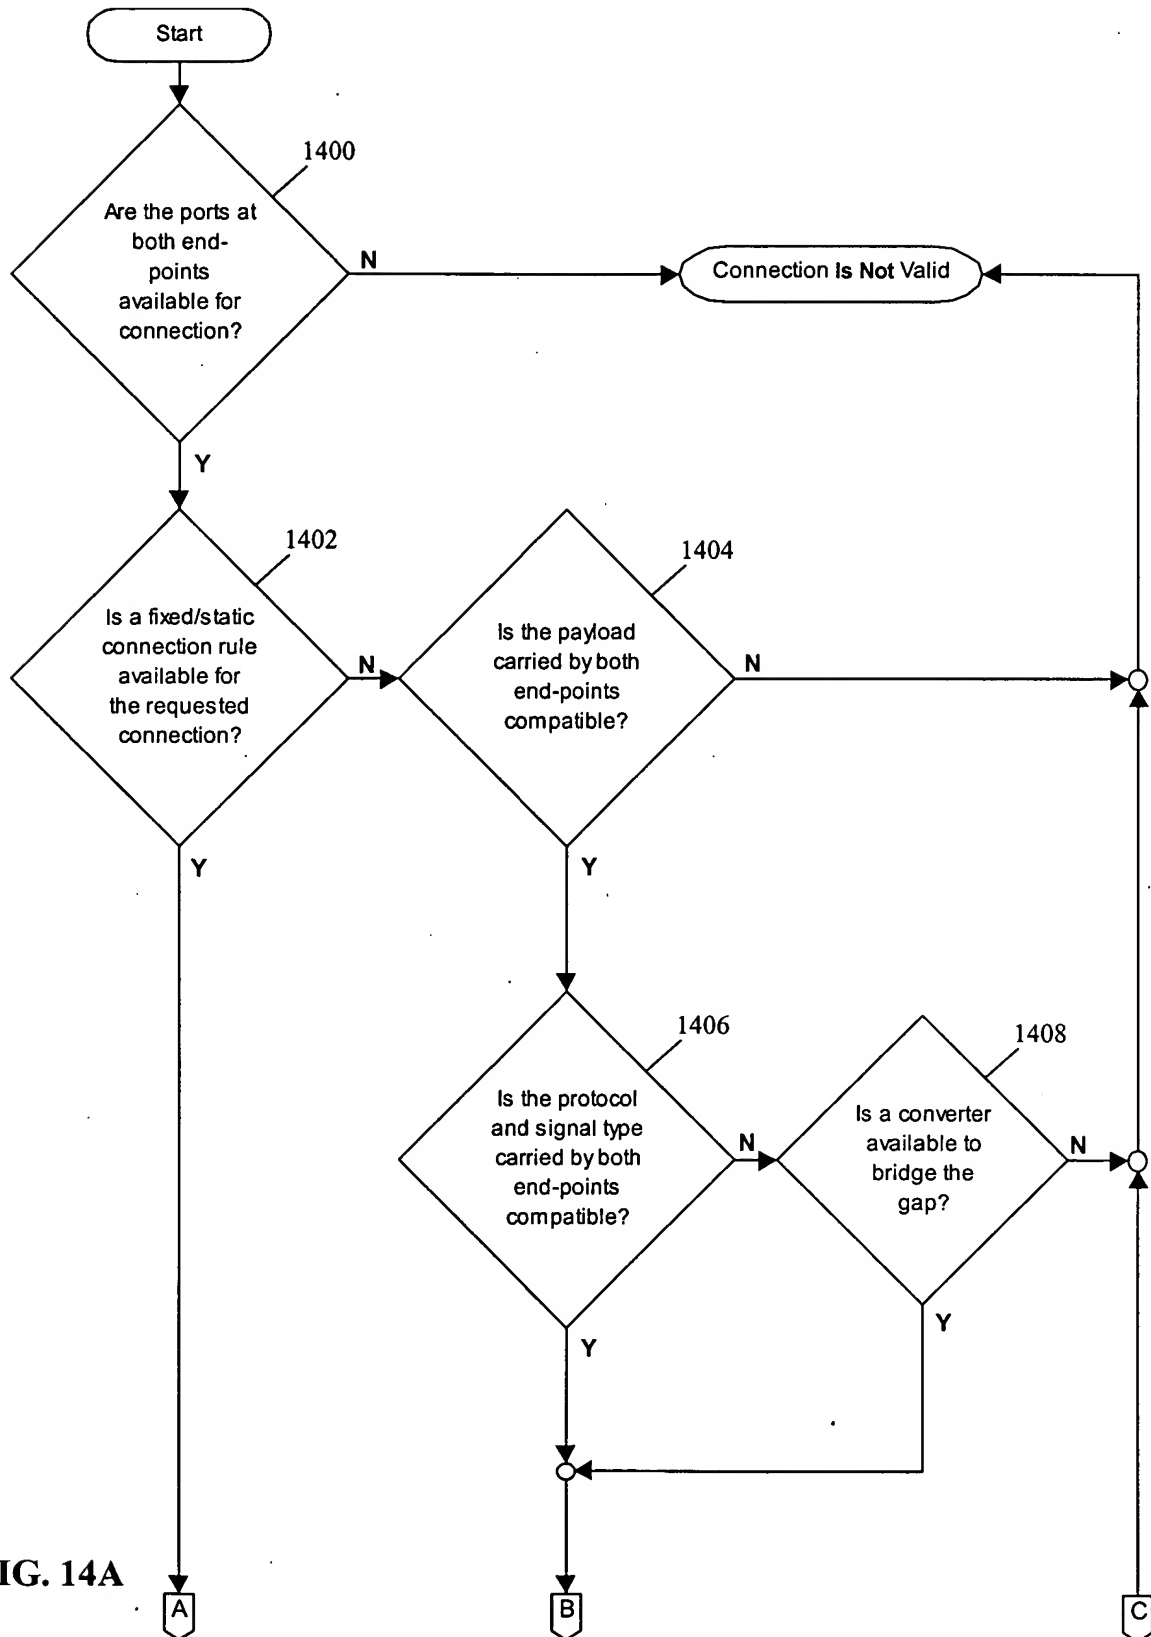 Start
1400
Are the ports at
both end-
points
available for
connection?
N
Connection Is Not Valid
Y
1402
Is a fixed/static
connection rule
available for
the requested
connection?
N
1404
Is the payload
carried by both
end-points
compatible?
N
Y
Y
1406
Is the protocol
and signal type
carried by both
end-points
compatible?
N
1408
Is a converter
available to
bridge the
gap?
N
Y
Y
IG. 14A
A
B
C